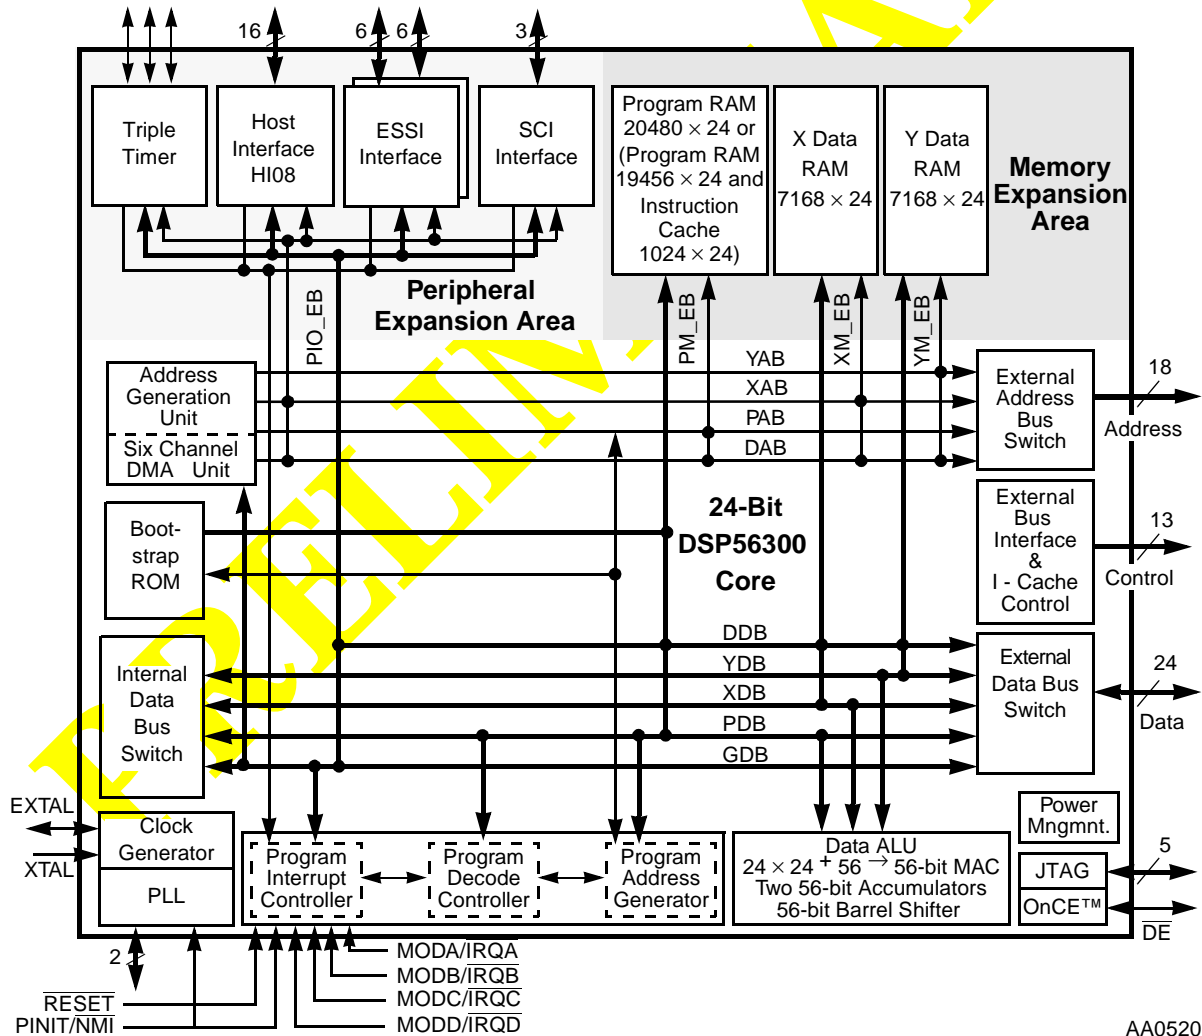 16
6
6
3
Triple
Timer
Host
Interface
HI08
ESSI
Interface
SCI
Interface
Program RAM
20480 × 24 or
(Program RAM
19456 × 24 and
Instruction
Cache
1024 × 24)
X Data
RAM
7168 × 24
Y Data
RAM
7168 × 24
Memory
Expansion
Area
Peripheral
Expansion Area
PIO_EB
PM_EB
XM_EB
YM_EB
Address
Generation
Unit
Six Channel
DMA Unit
YAB
XAB
PAB
DAB
External
Address
Bus
Switch
18
Address
Boot-
strap
ROM
24-Bit
DSP56300
Core
External
Bus
Interface
&
I - Cache
Control
13
Control
Internal
Data
Bus
Switch
DDB
YDB
XDB
PDB
GDB
External
Data Bus
Switch
24
Data
EXTAL
XTAL
Clock
Generator
PLL
Program
Interrupt
Controller
Program
Decode
Controller
Program
Address
Generator
Data ALU
24 × 24 + 56 → 56-bit MAC
Two 56-bit Accumulators
56-bit Barrel Shifter
Power
Mngmnt.
JTAG
OnCE™
5
DE
2
RESET
PINIT/NMI
MODA/IRQA
MODB/IRQB
MODC/IRQC
MODD/IRQD
AA0520
PRELIMINA